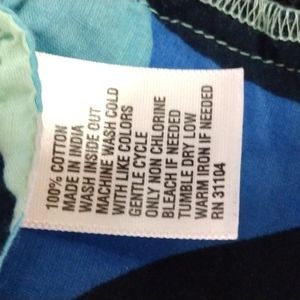 100% COTTON
MADE IN INDIA
WASH INSIDE OUT
MACHINE WASH COLD
WITH LIKE COLORS
GENTLE CYCLE
ONLY NON CHLORINE
BLEACH IF NEEDED
TUMBLE DRY LOW
WARM IRON IF NEEDED
RN 31104